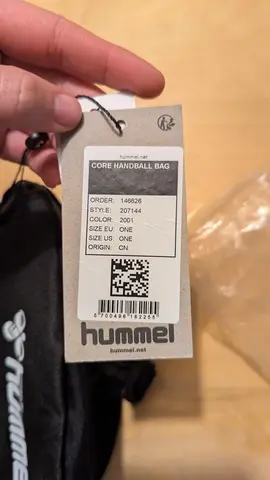 hummel.net
CORE HANDBALL BAG
ORDER: 146626
STYLE: 207144
COLOR: 2001
SIZE EU: ONE
SIZE US: ONE
ORIGIN: CN
hummel
hummel.net
humme